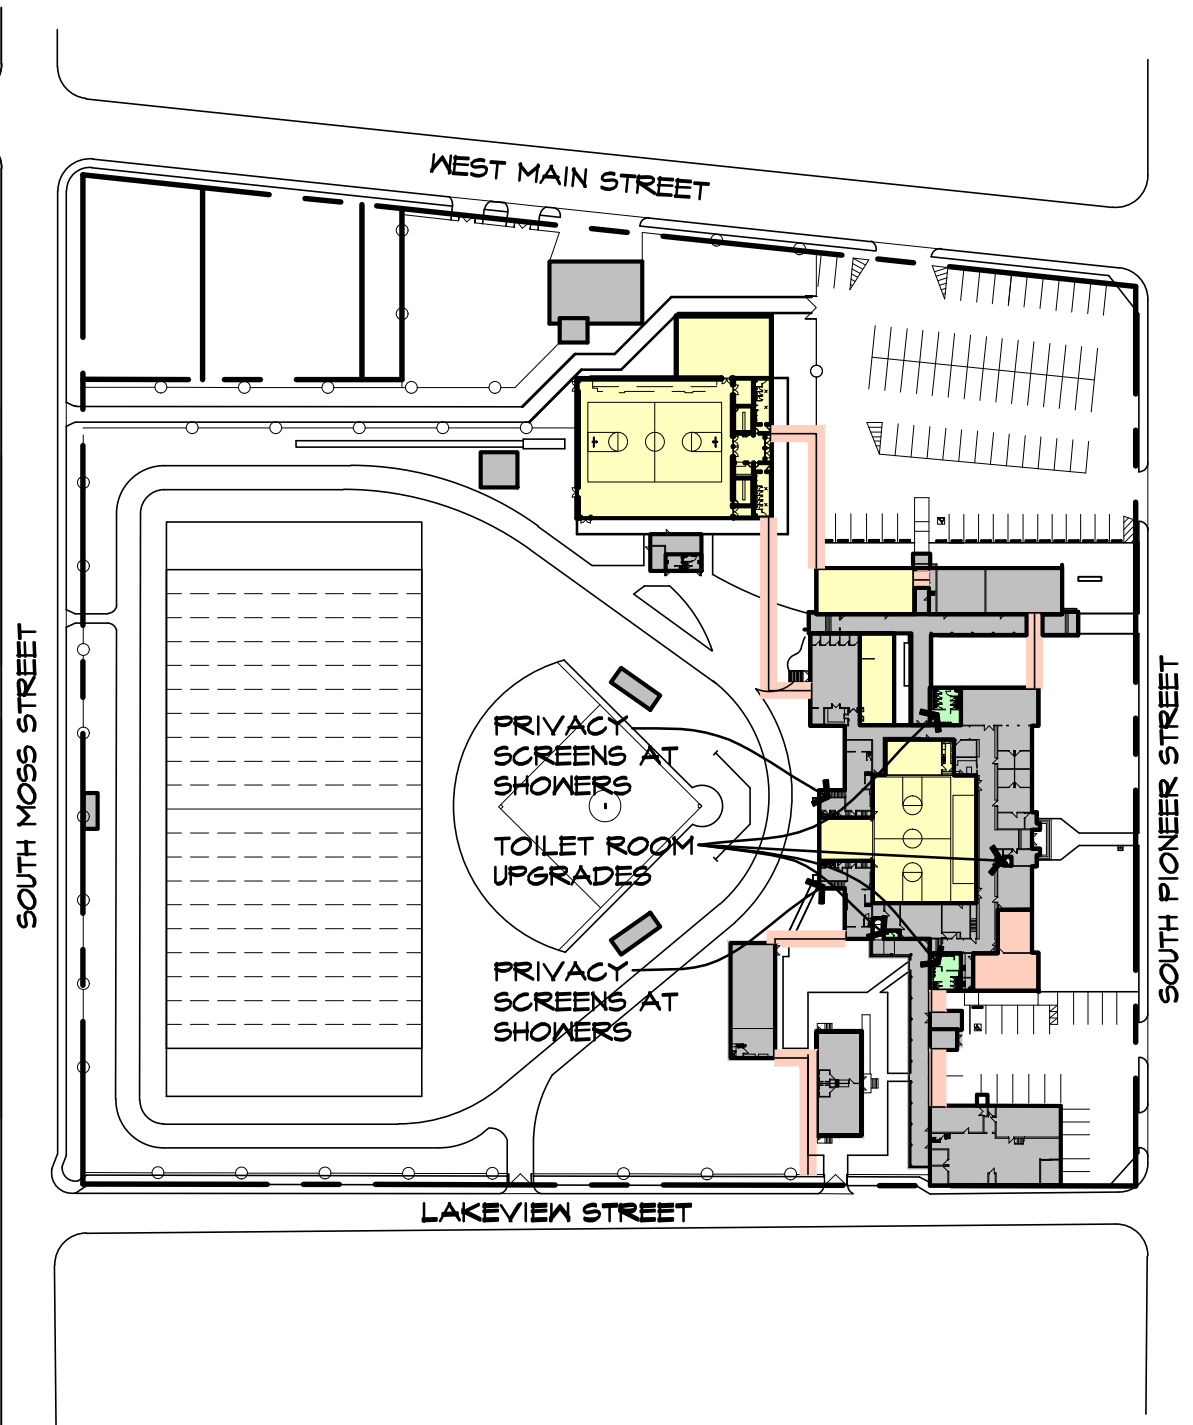 WEST MAIN STREET
SOUTH MOSS STREET
PRIVACY
SCREENS AT
SHOWERS
TOILET ROOM
UPGRADES
PRIVACY
SCREENS AT
SHOWERS
SOUTH PIONEER STREET
LAKEVIEW STREET